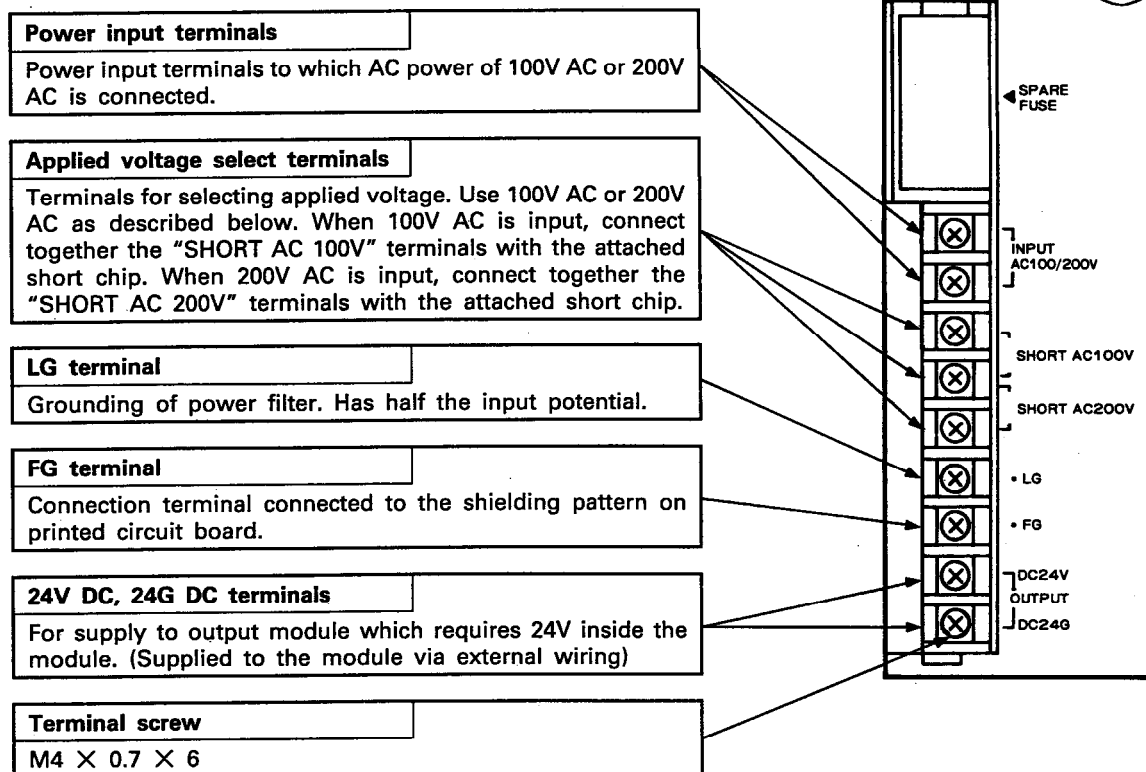 Power input terminals
Power input terminals to which AC power of 100V AC or 200V
AC is connected.
Applied voltage select terminals
Terminals for selecting applied voltage. Use 100V AC or 200V
AC as described below. When 100V AC is input, connect
together the “SHORT AC 100V” terminals with the attached
short chip. When 200V AC is input, connect together the
“SHORT AC 200V” terminals with the attached short chip.
LG terminal
Grounding of power filter. Has half the input potential.
FG terminal
Connection terminal connected to the shielding pattern on
printed circuit board.
24V DC, 24G DC terminals
For supply to output module which requires 24V inside the
module. (Supplied to the module via external wiring)
Terminal screw
M4 × 0.7 × 6
SPARE
FUSE
INPUT
AC100/200V
SHORT AC100V
SHORT AC200V
• LG
• FG
DC24V
OUTPUT
DC24G